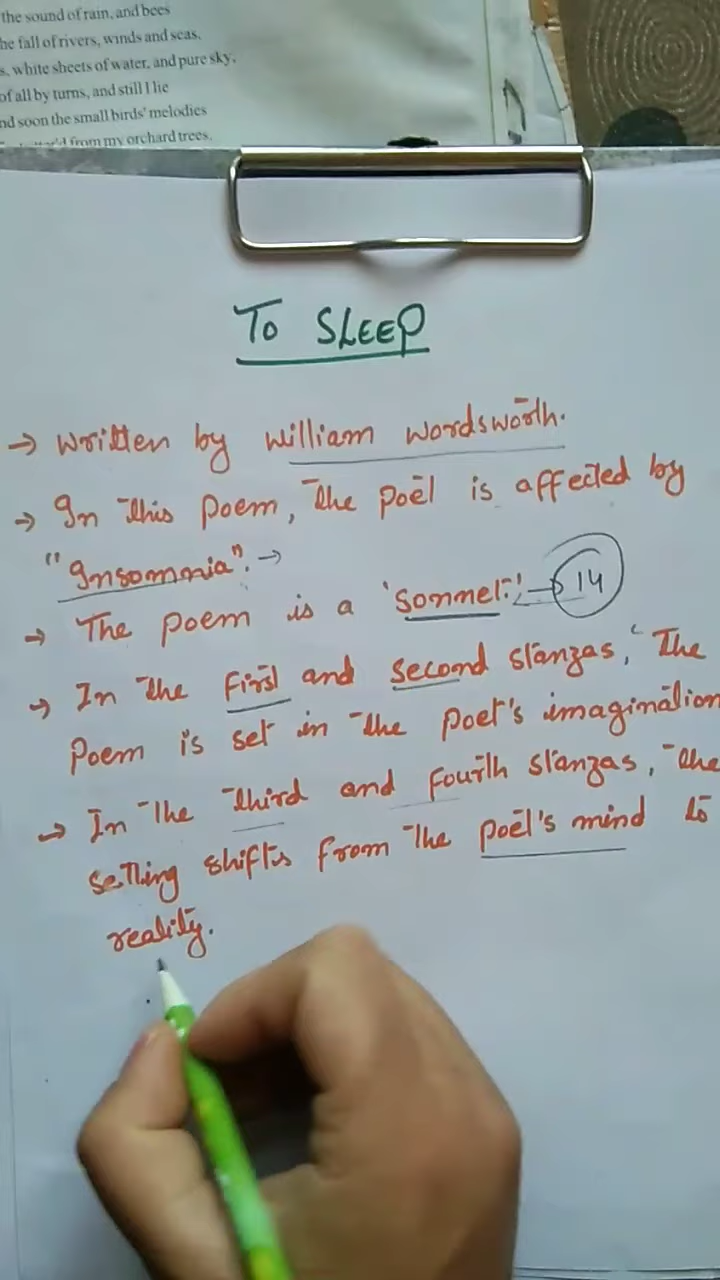 the sound of rain, and bees
he fall of rivers, winds and seas,
s, white sheets of water, and pure sky,
of all by turns, and still I lie
nd soon the small birds' melodies
from my orchard trees.
To SLEEP
→ Written by William Wordsworth.
→ In this poem, the poet is affected by
"Insomnia". →
→ The poem is a 'Sonnet:' → 14
→ In the first and second stanzas, The
Poem is set in the poet's imagination
→ In the third and fourth stanzas, the
setting shifts from the poet's mind to
reality.